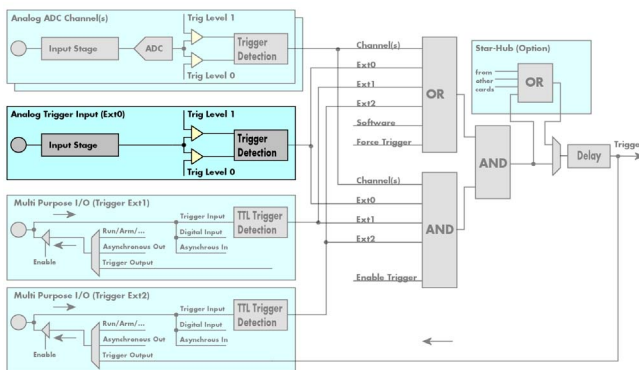 Analog ADC Channel(s)
Trig Level 1
Input Stage
ADC
Trigger
Detection
Trig Level 0
Analog Trigger Input (Ext0)
Trig Level 1
Input Stage
Trigger
Detection
Trig Level 0
Multi Purpose I/O (Trigger Ext1)
Run/Arm/...
Asynchronous Out
Trigger Output
Enable
Trigger Input
Digital Input
Asynchrous In
TTL Trigger
Detection
Multi Purpose I/O (Trigger Ext2)
Run/Arm/...
Asynchronous Out
Trigger Output
Enable
Trigger Input
Digital Input
Asynchrous In
TTL Trigger
Detection
Channel(s)
Ext0
Ext1
Ext2
Software
Force Trigger
OR
Channel(s)
Ext0
Ext1
Ext2
Enable Trigger
AND
AND
Star-Hub (Option)
from
other
cards
OR
Delay
Trigge